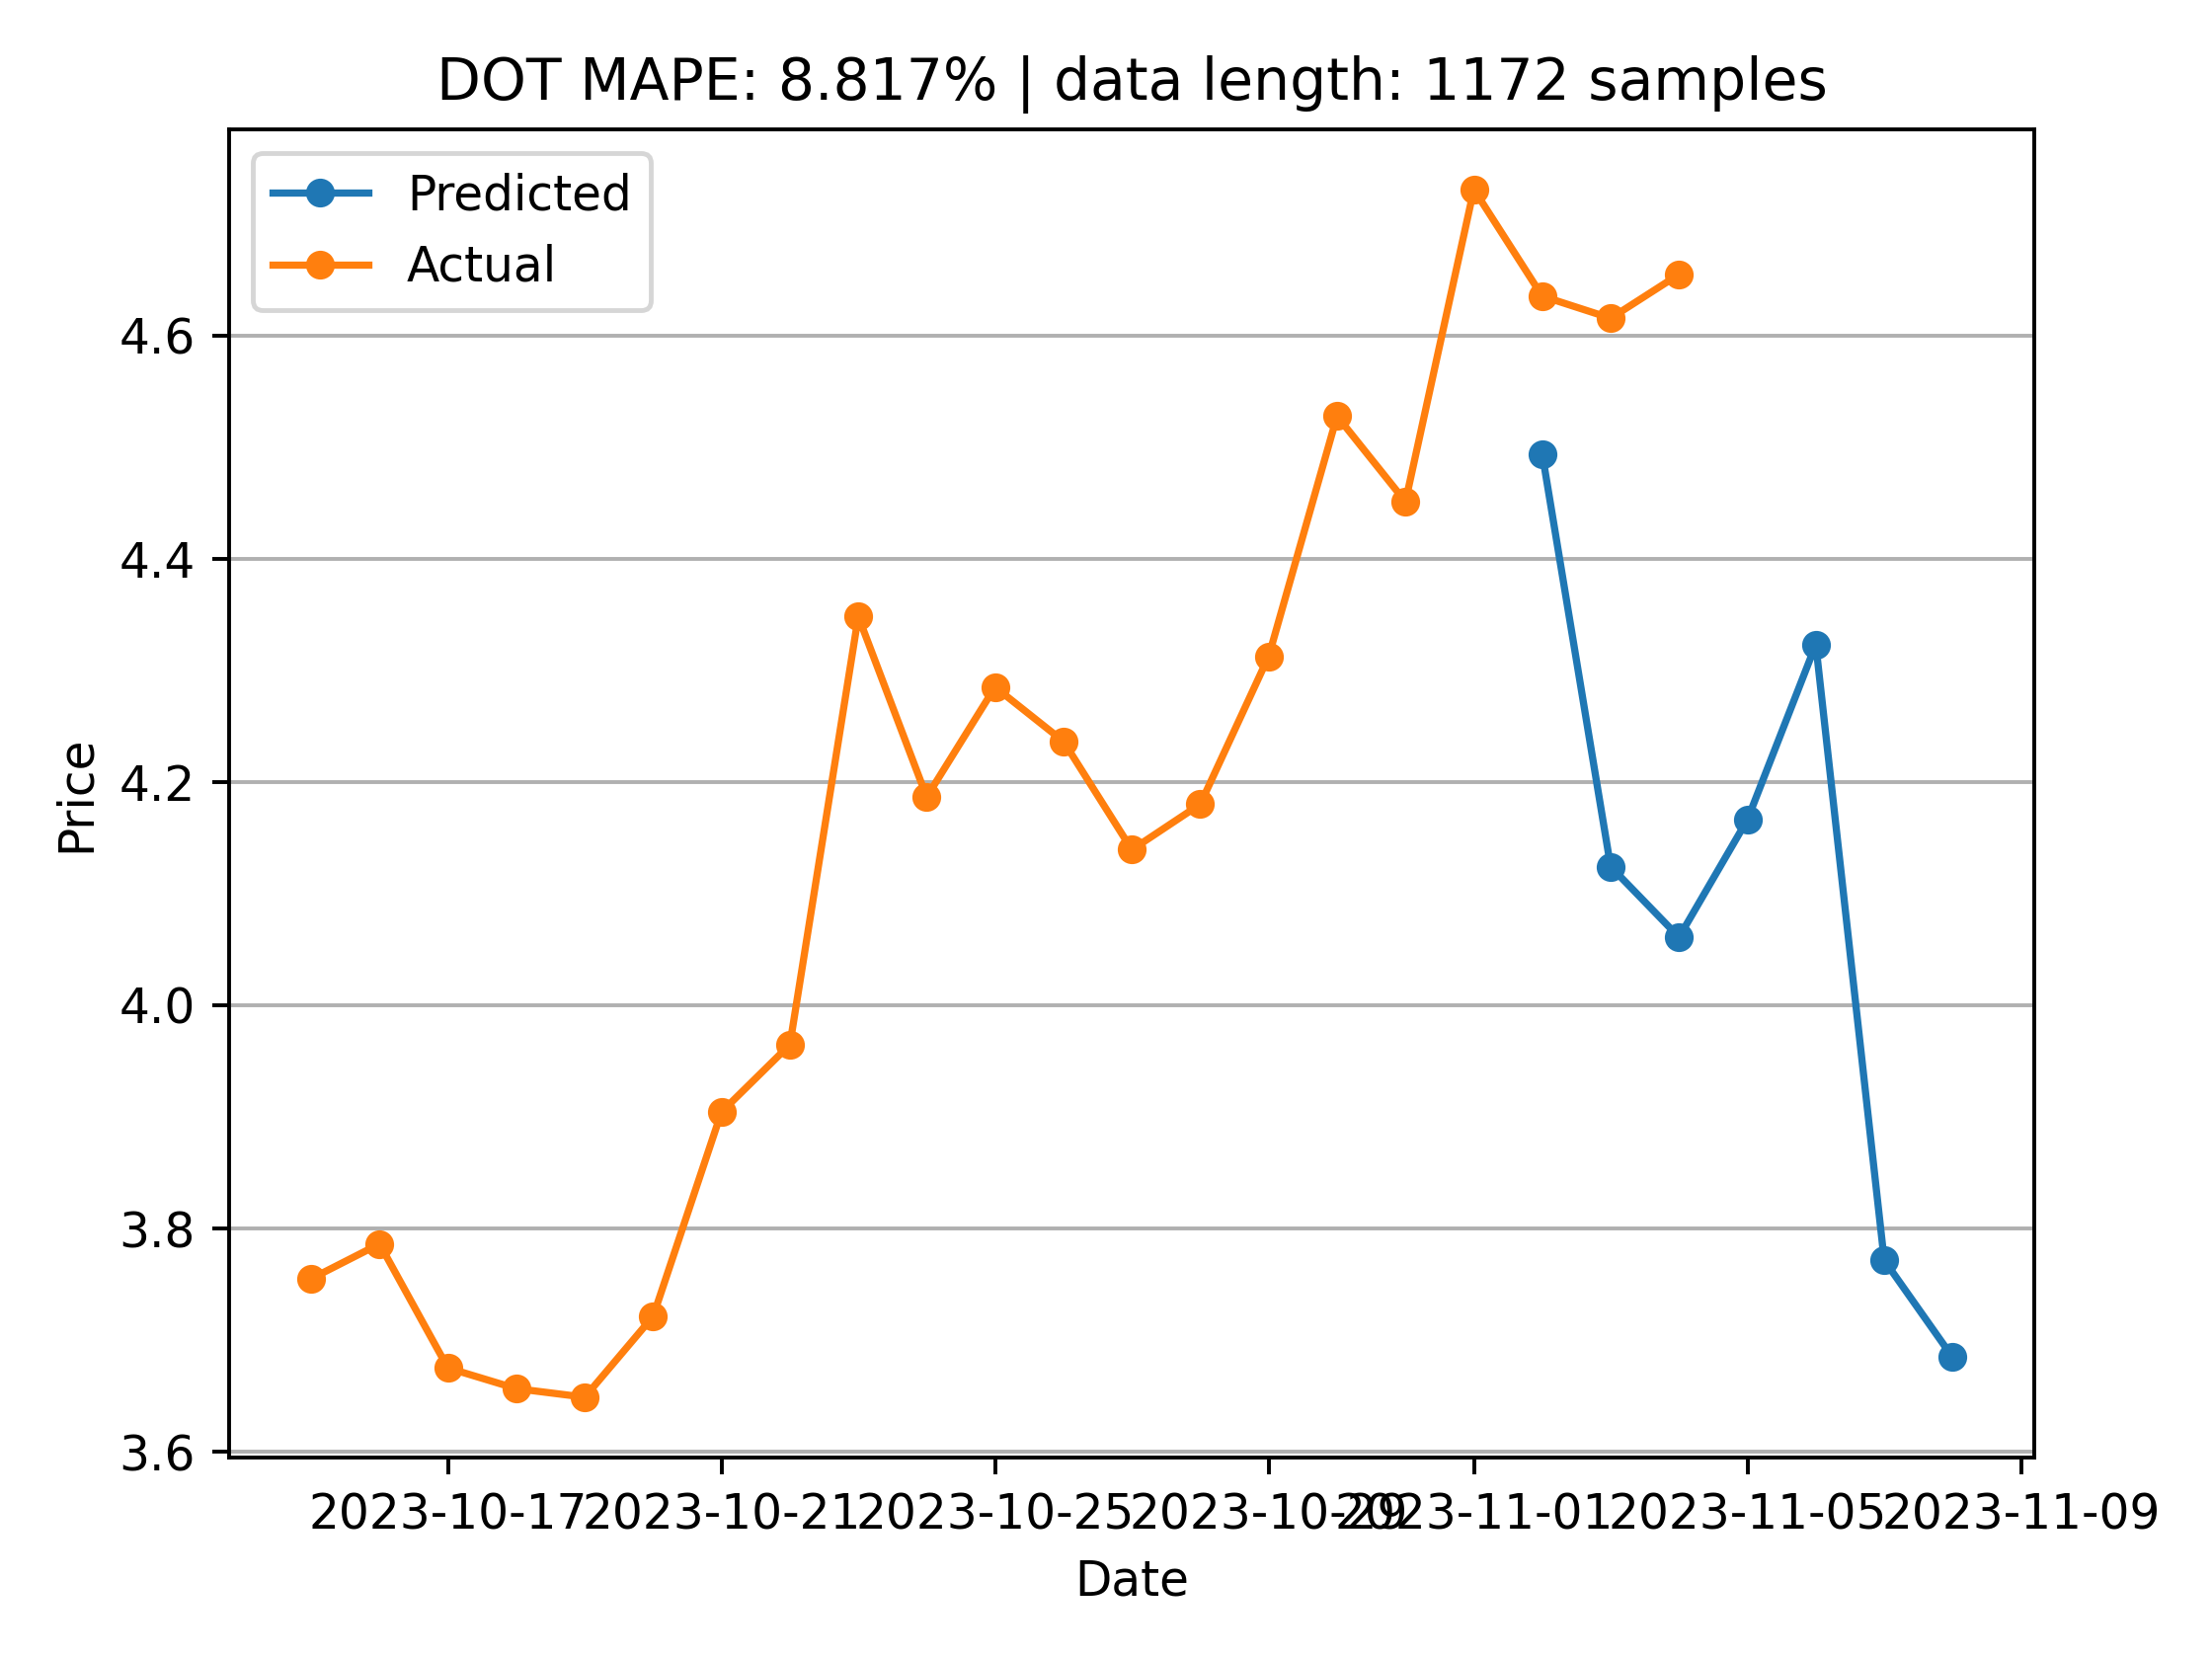 DOT MAPE: 8.817% | data length: 1172 samples
Predicted
Actual
4.6
4.4
4.2
4.0
3.8
3.6
Price
2023-10-17 2023-10-21 2023-10-25 2023-10-29 2023-11-01 2023-11-05 2023-11-09
Date